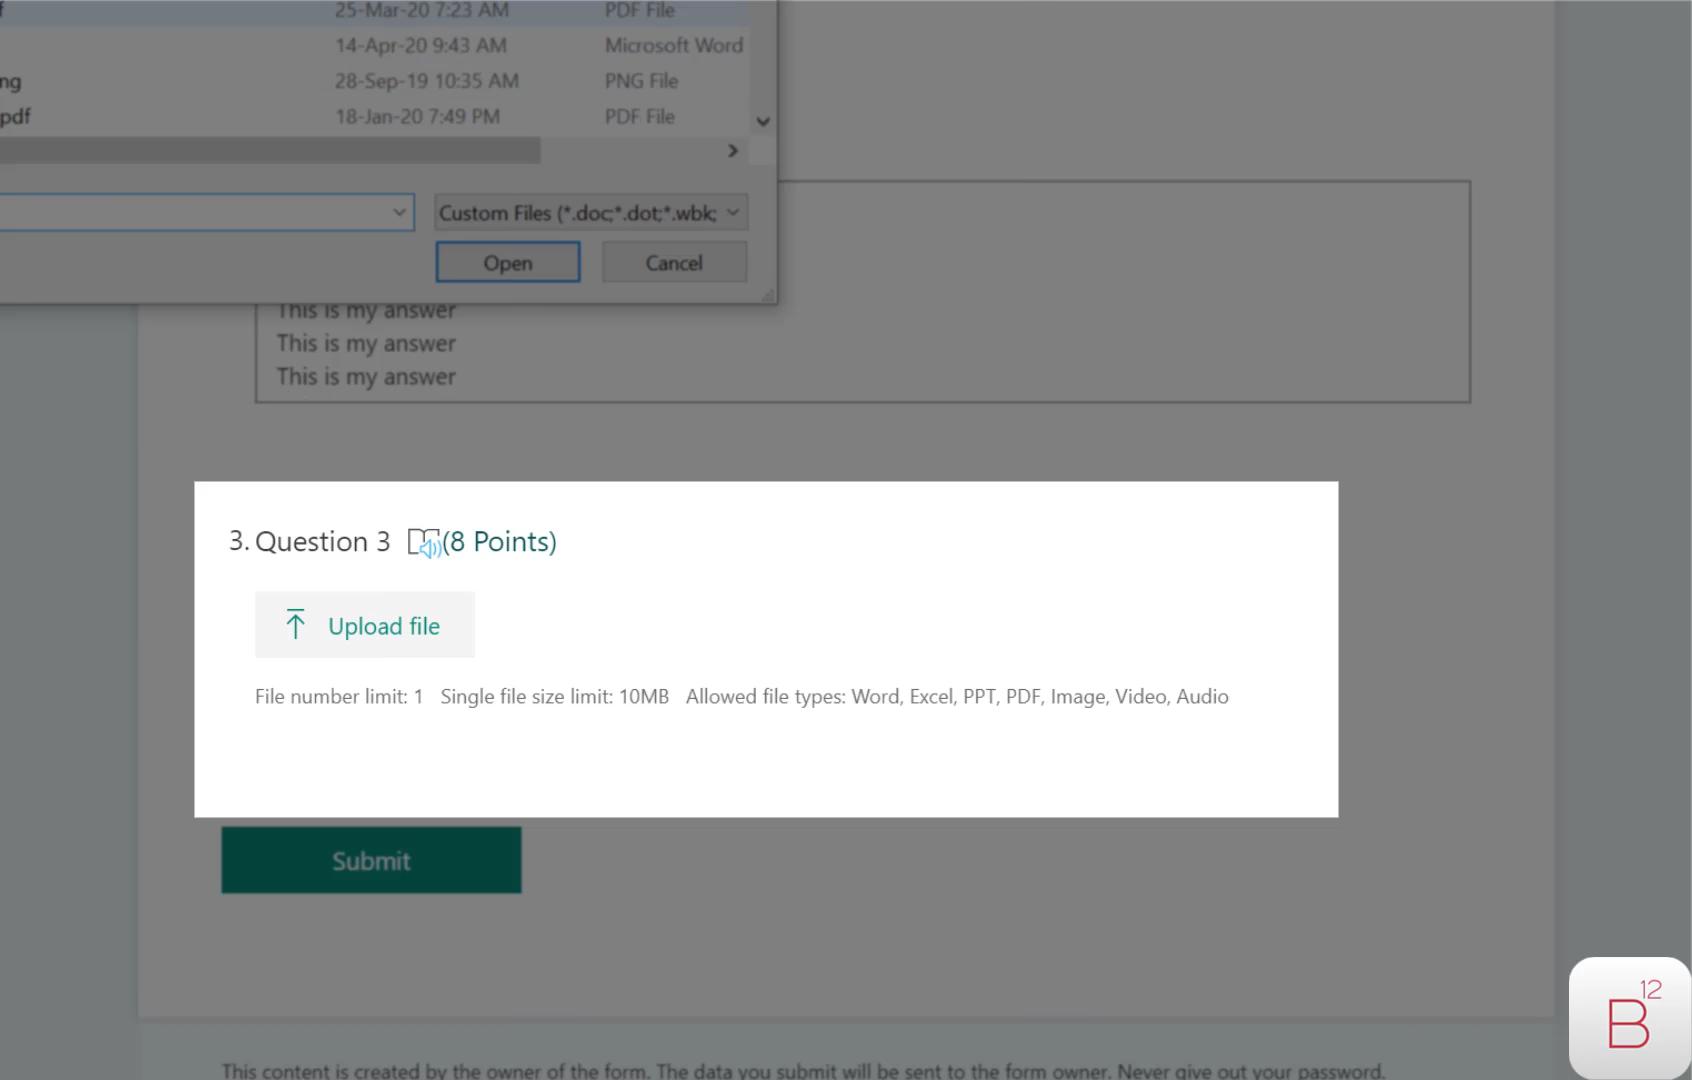 25-Mar-20 7:23 AM PDF File
14-Apr-20 9:43 AM Microsoft Word
ng 28-Sep-19 10:35 AM PNG File
pdf 18-Jan-20 7:49 PM PDF File
Custom Files (*.doc;*.dot;*.wbk;
Open Cancel
This is my answer
This is my answer
This is my answer
3. Question 3 (8 Points)
Upload file
File number limit: 1 Single file size limit: 10MB Allowed file types: Word, Excel, PPT, PDF, Image, Video, Audio
Submit
B12
This content is created by the owner of the form. The data you submit will be sent to the form owner. Never give out your password.